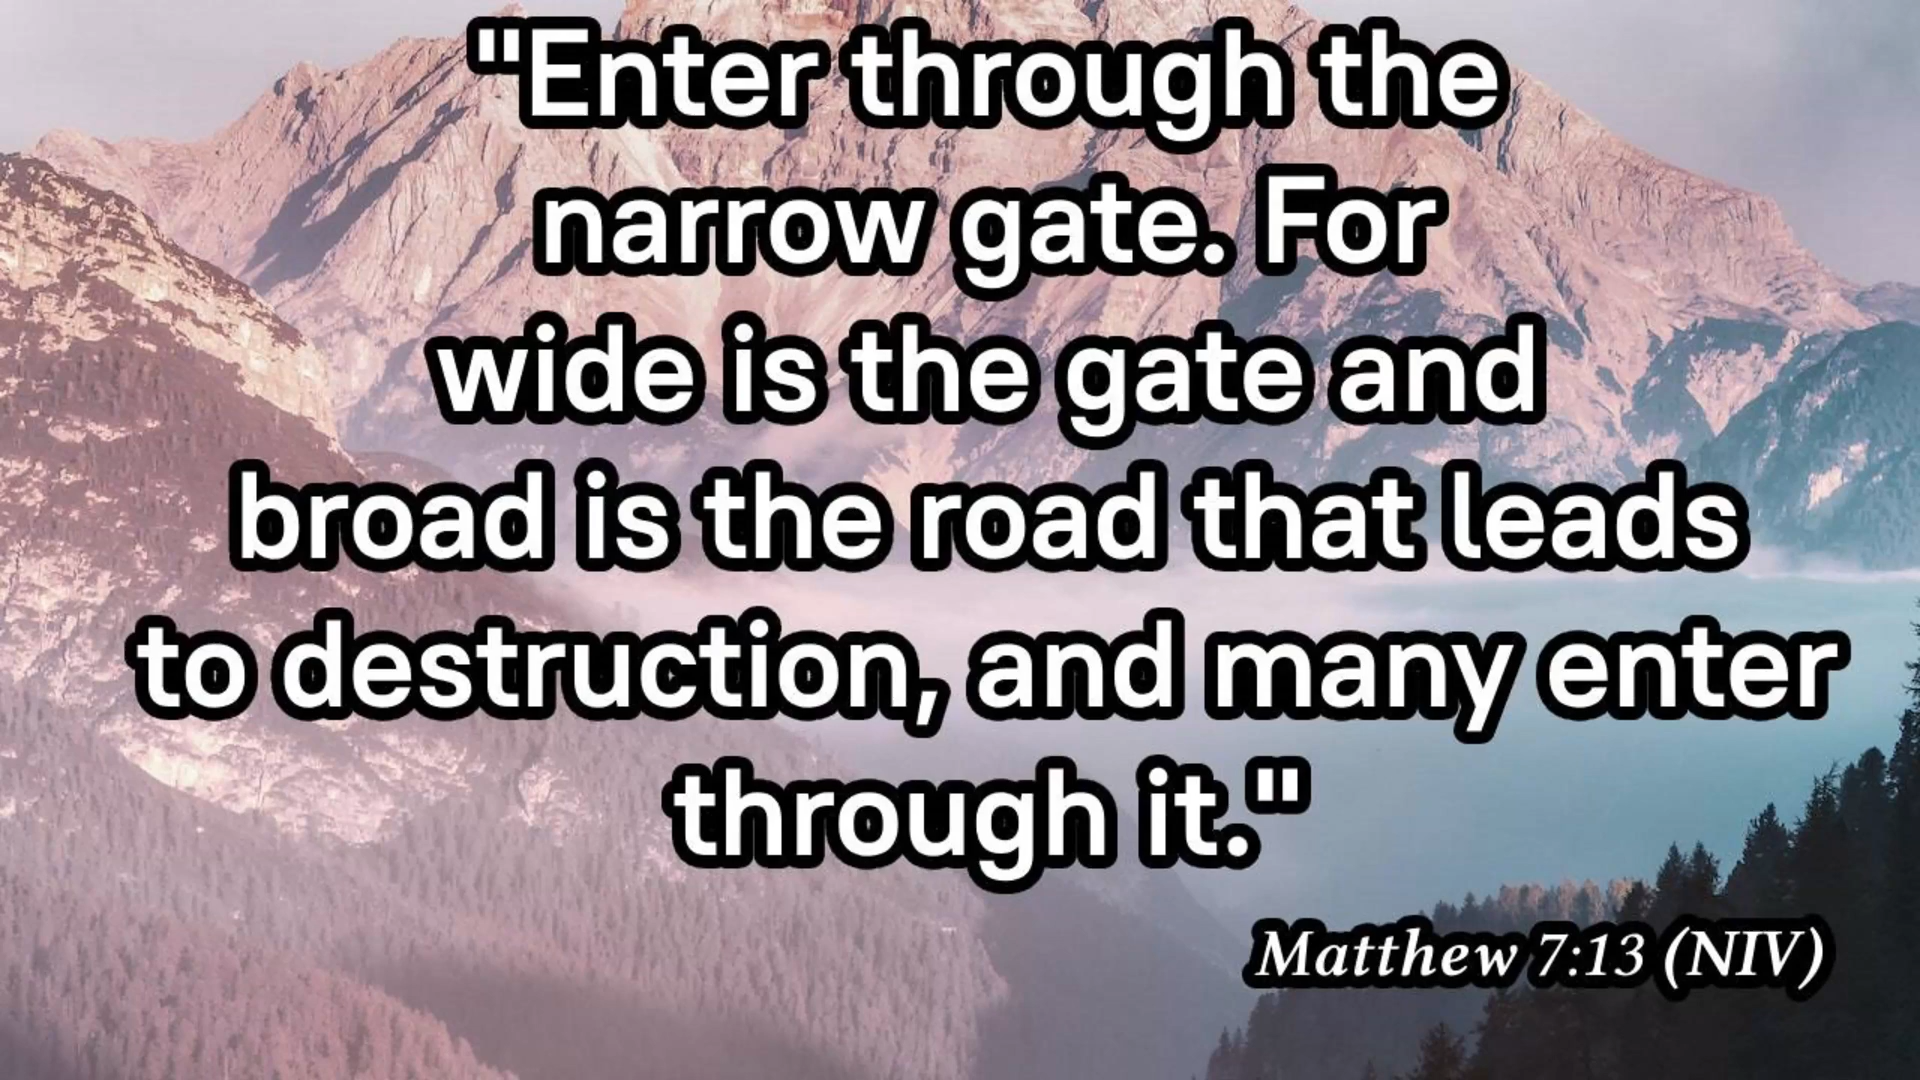 "Enter through the
narrow gate. For
wide is the gate and
broad is the road that leads
to destruction, and many enter
through it."
Matthew 7:13 (NIV)